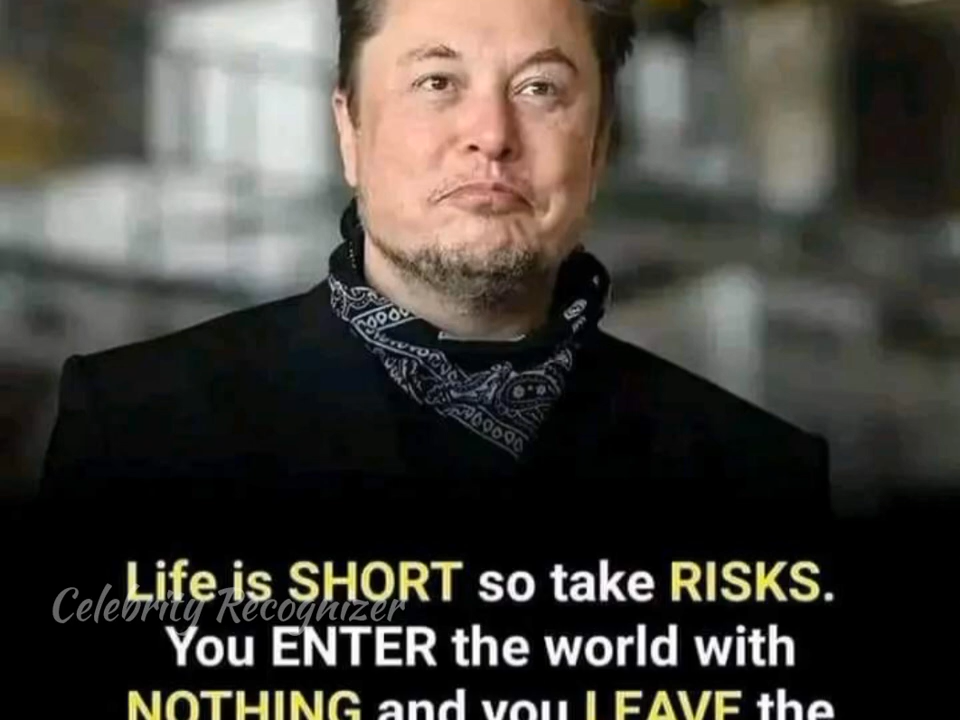 Life is SHORT so take RISKS.
Celebrity Recognizer
You ENTER the world with
NOTHING and you LEAVE the